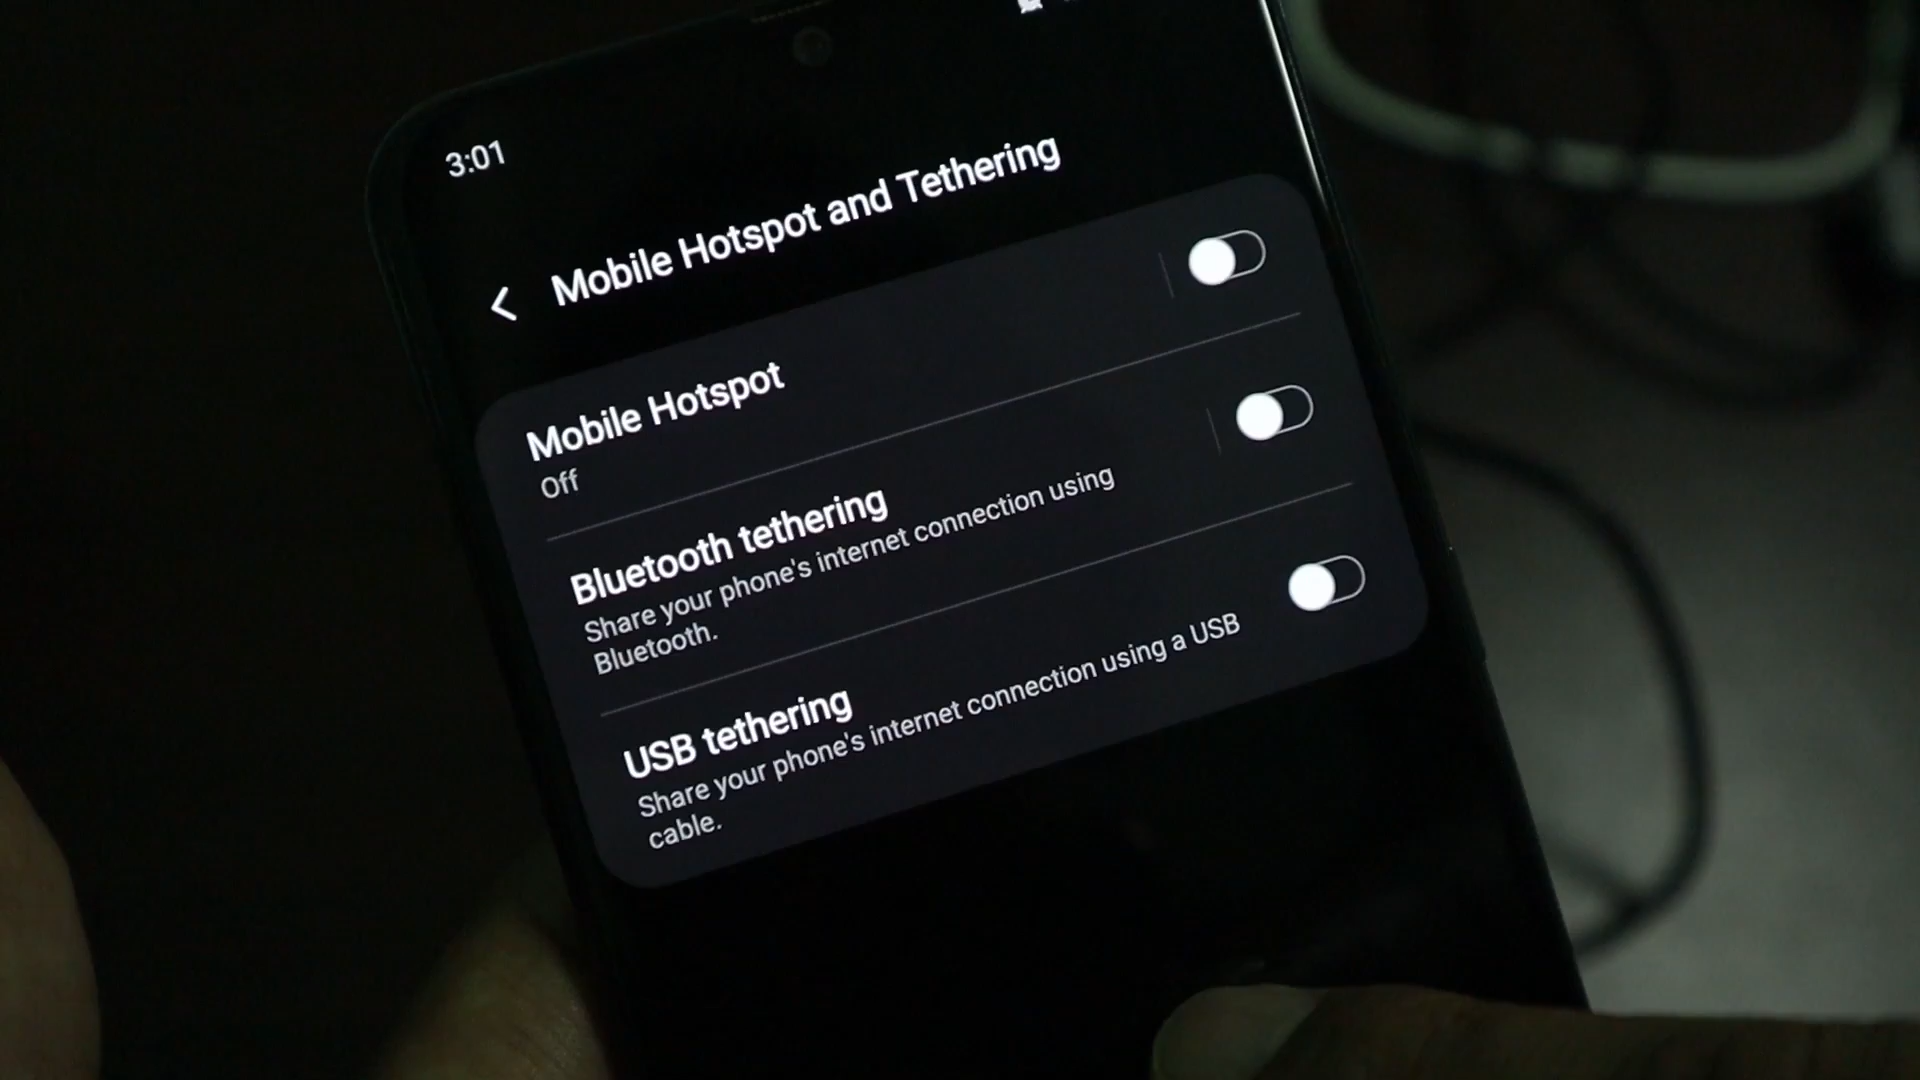 3:01
Mobile Hotspot and Tethering
Mobile Hotspot
Off
Bluetooth tethering
Share your phone's internet connection using
Bluetooth.
USB tethering
Share your phone's internet connection using a USB
cable.